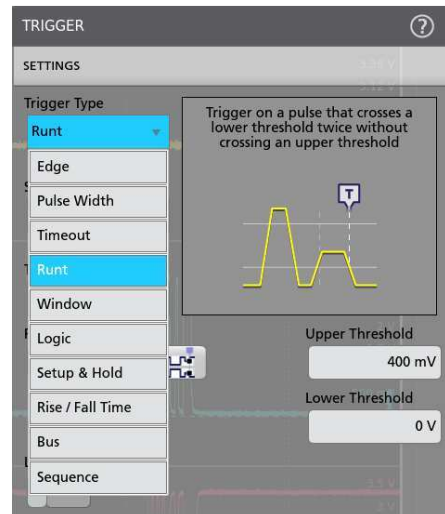 TRIGGER
?
SETTINGS
Trigger Type
Runt
Edge
Pulse Width
Timeout
Runt
Window
Logic
Setup & Hold
Rise / Fall Time
Bus
Sequence
Trigger on a pulse that crosses a
lower threshold twice without
crossing an upper threshold
T
Upper Threshold
400 mV
Lower Threshold
0 V